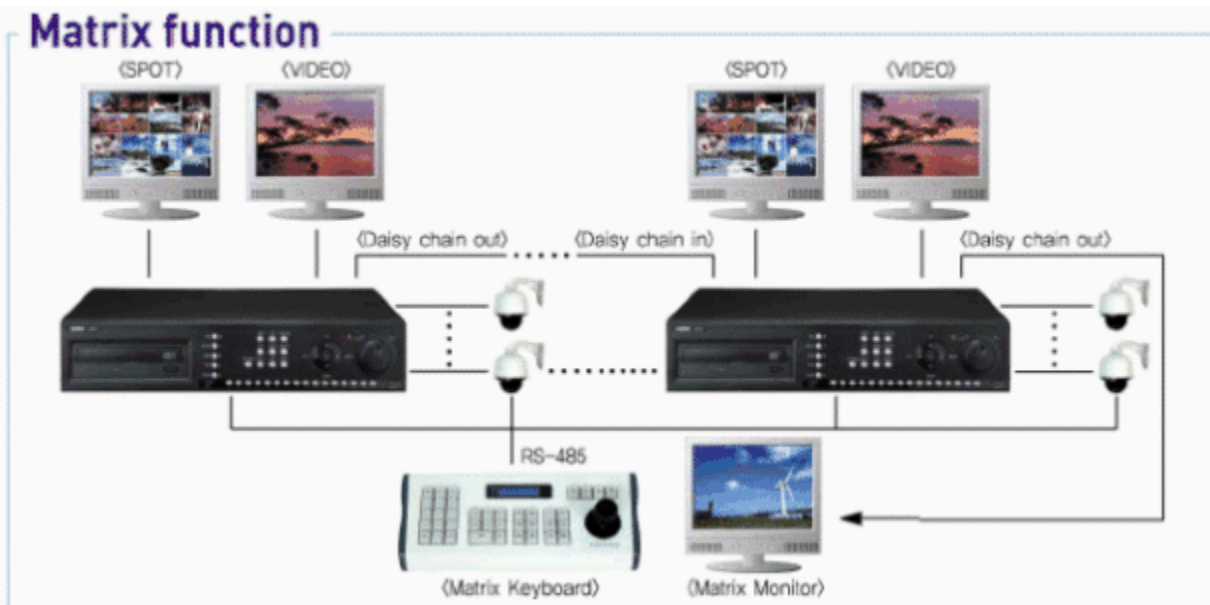 Matrix function
〈SPOT〉 〈VIDEO〉 〈SPOT〉 〈VIDEO〉
〈Daisy chain out〉 〈Daisy chain in〉 〈Daisy chain out〉
RS-485
〈Matrix Keyboard〉 〈Matrix Monitor〉